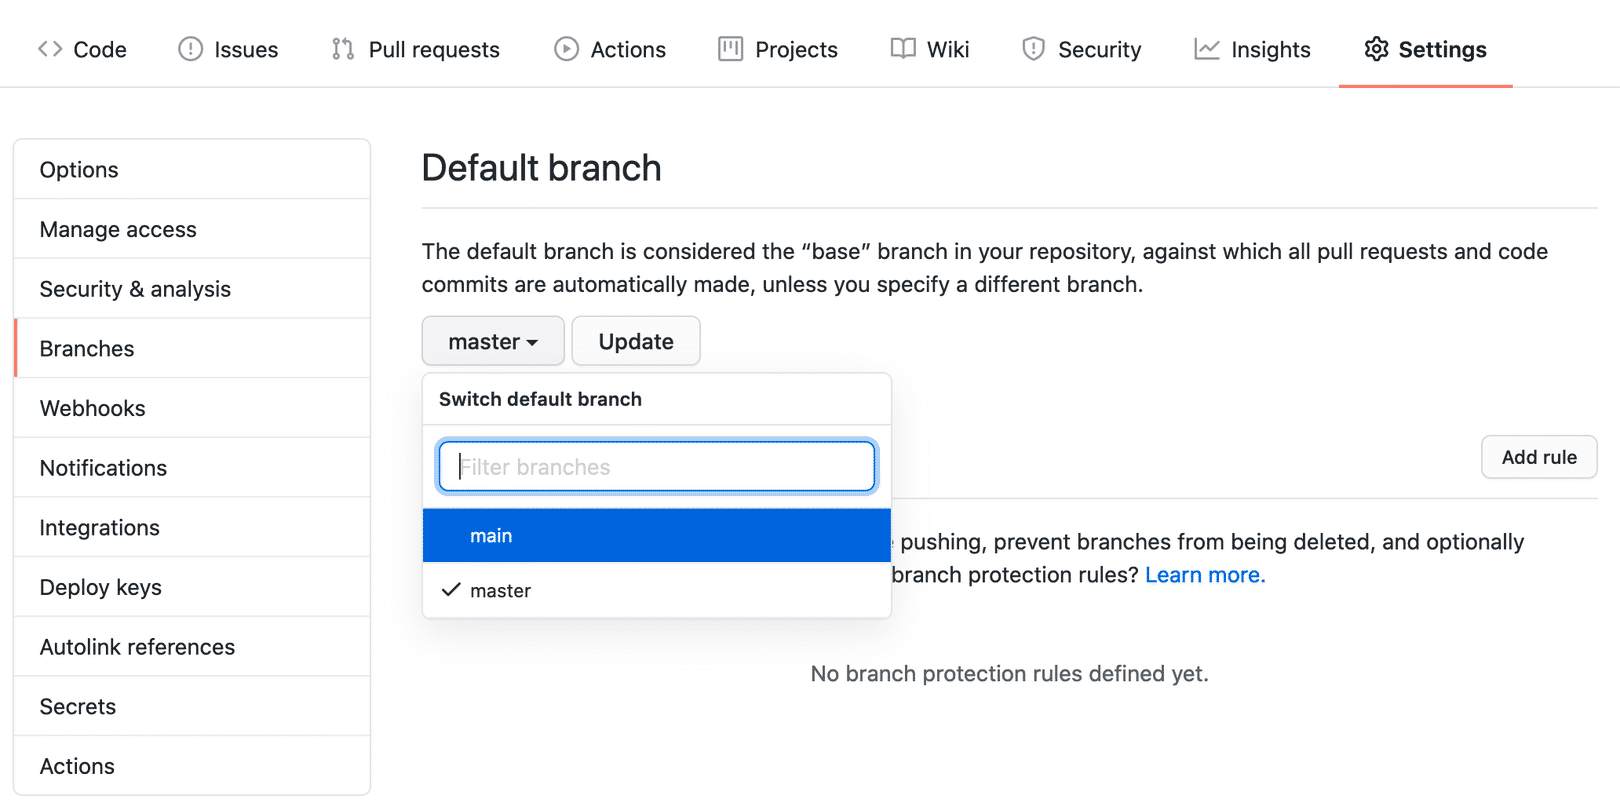 Code Issues Pull requests Actions Projects Wiki Security Insights Settings
Options
Manage access
Security & analysis
Branches
Webhooks
Notifications
Integrations
Deploy keys
Autolink references
Secrets
Actions
Default branch
The default branch is considered the “base” branch in your repository, against which all pull requests and code
commits are automatically made, unless you specify a different branch.
master Update
Switch default branch
Filter branches
main
master
Add rule
pushing, prevent branches from being deleted, and optionally
branch protection rules? Learn more.
No branch protection rules defined yet.